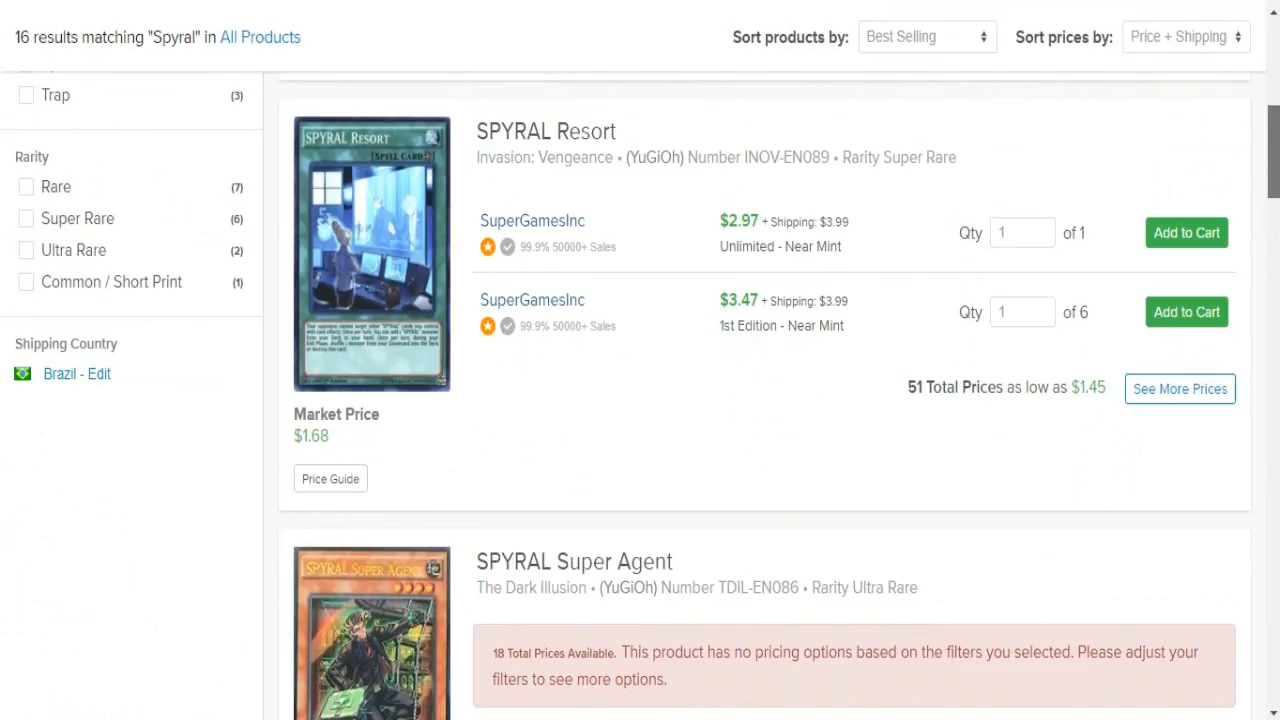 16 results matching "Spyral" in All Products
Sort products by: Best Selling
Sort prices by: Price + Shipping
Trap (3)
Rarity
Rare (7)
Super Rare (6)
Ultra Rare (2)
Common / Short Print (1)
Shipping Country
Brazil - Edit
SPYRAL RESORT
[SPELL CARD]
Market Price
$1.68
Price Guide
SPYRAL Resort
Invasion: Vengeance • (YuGiOh) Number INOV-EN089 • Rarity Super Rare
SuperGamesInc
99.9% 50000+ Sales
$2.97 + Shipping: $3.99
Unlimited - Near Mint
Qty 1 of 1
Add to Cart
SuperGamesInc
99.9% 50000+ Sales
$3.47 + Shipping: $3.99
1st Edition - Near Mint
Qty 1 of 6
Add to Cart
51 Total Prices as low as $1.45
See More Prices
SPYRAL SUPER AGENT
SPYRAL Super Agent
The Dark Illusion • (YuGiOh) Number TDIL-EN086 • Rarity Ultra Rare
18 Total Prices Available. This product has no pricing options based on the filters you selected. Please adjust your
filters to see more options.